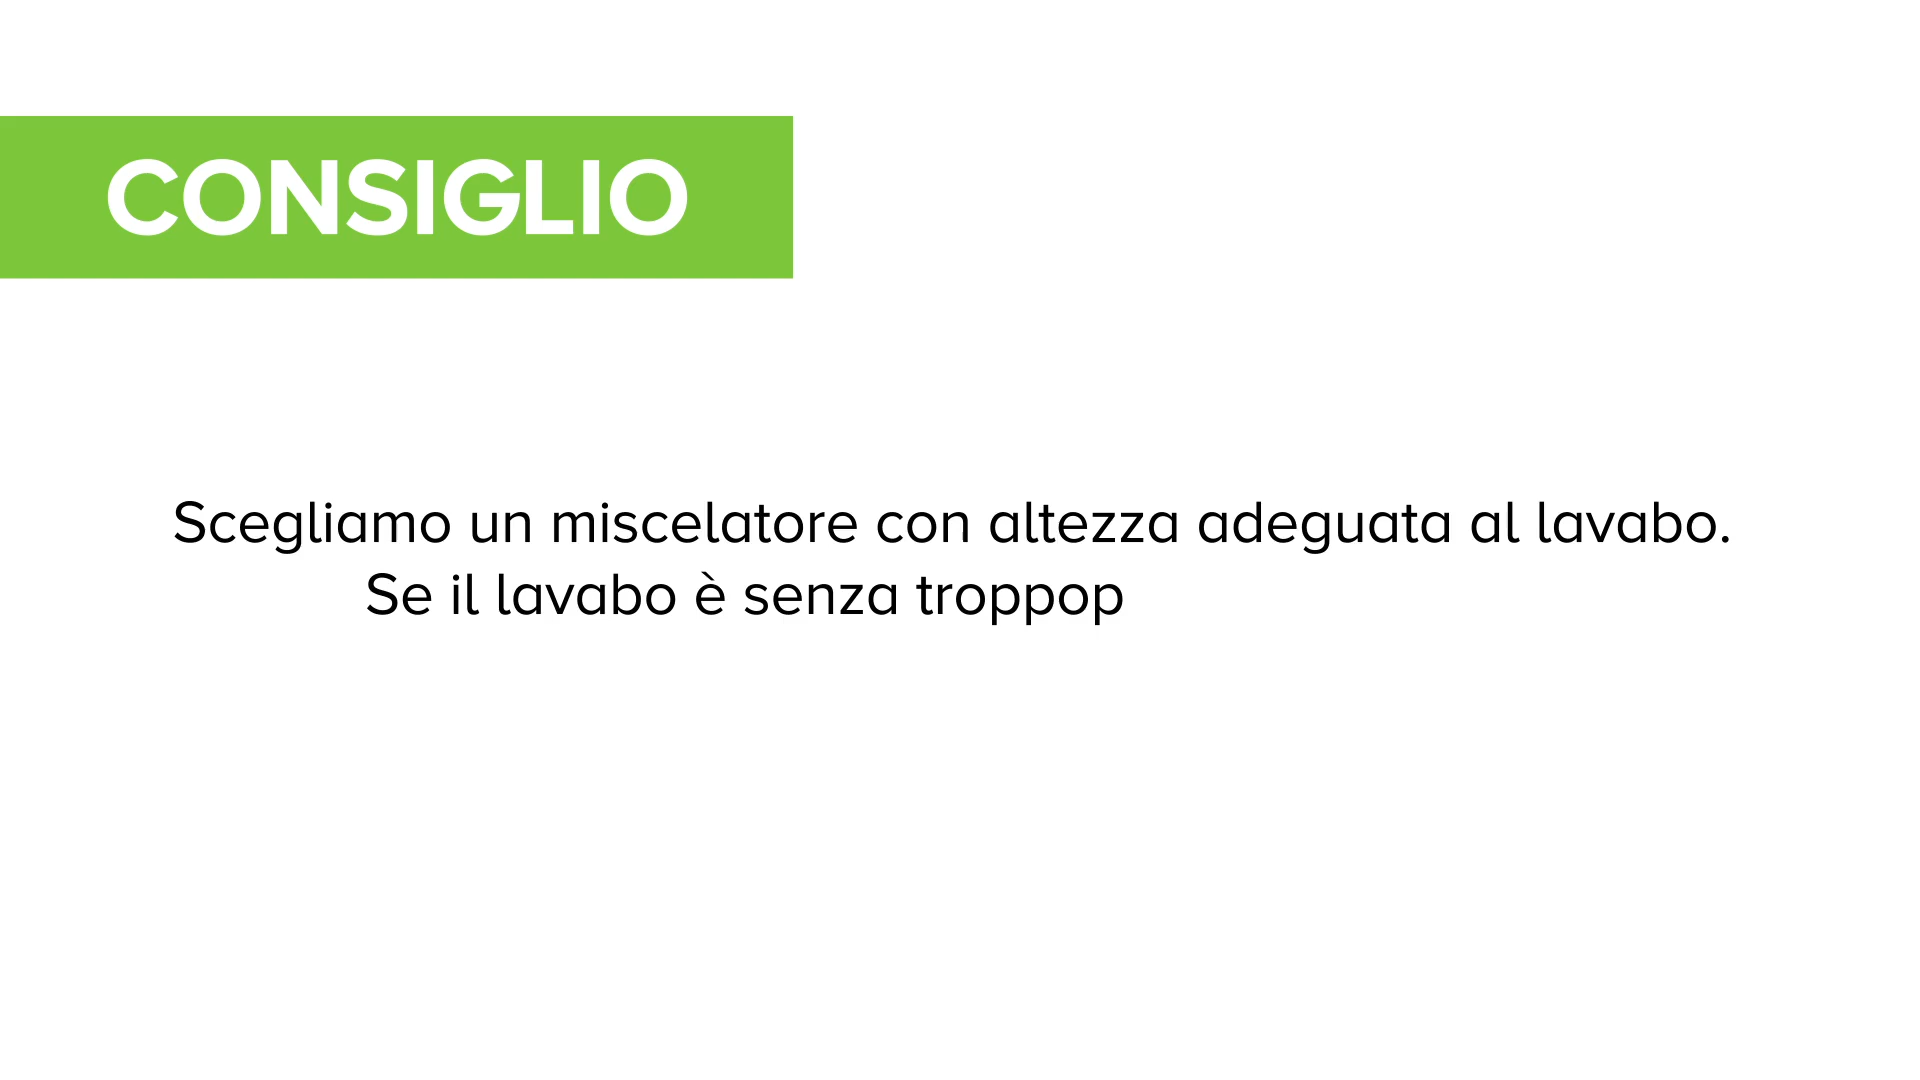 CONSIGLIO
Scegliamo un miscelatore con altezza adeguata al lavabo.
Se il lavabo è senza troppop